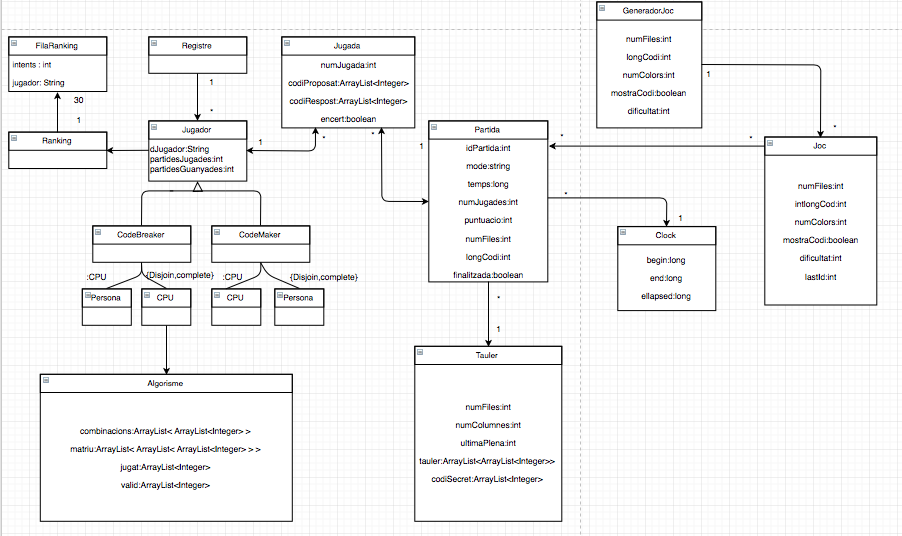 GeneradorJoc
numFiles:int
longCodi:int
numColors:int
mostraCodi:boolean
dificultat:int
1
*
FilaRanking
intents : int
jugador: String
30
1
Ranking
Registre
1
*
Jugada
numJugada:int
codiProposat:ArrayList<Integer>
codiRespost:ArrayList<Integer>
encert:boolean
Jugador
dJugador:String
partidesJugades:int
partidesGuanyades:int
1
*
*
1
Partida
idPartida:int
mode:string
temps:long
numJugades:int
puntuacio:int
numFiles:int
longCodi:int
finalitzada:boolean
*
*
Joc
numFiles:int
intlongCod:int
numColors:int
mostraCodi:boolean
dificultat:int
lastId:int
*
1
Clock
begin:long
end:long
ellapsed:long
CodeBreaker
CodeMaker
:CPU
{Disjoin,complete}
:CPU
{Disjoin,complete}
Persona
CPU
CPU
Persona
*
1
Algorisme
combinacions:ArrayList< ArrayList<Integer> >
matriu:ArrayList< ArrayList< ArrayList<Integer> > >
jugat:ArrayList<Integer>
valid:ArrayList<Integer>
Tauler
numFiles:int
numColumnes:int
ultimaPlena:int
tauler:ArrayList<ArrayList<Integer>>
codiSecret:ArrayList<Integer>